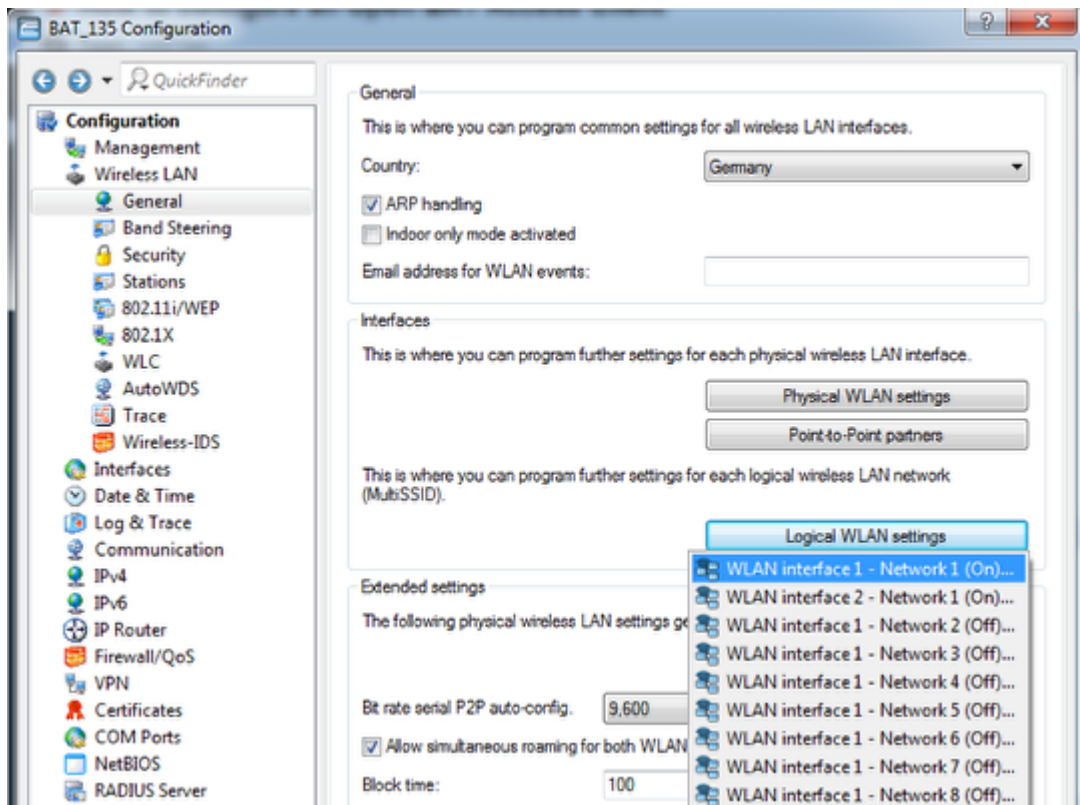 BAT_135 Configuration
QuickFinder
Configuration
Management
Wireless LAN
General
Band Steering
Security
Stations
802.11i/WEP
802.1X
WLC
AutoWDS
Trace
Wireless-IDS
Interfaces
Date & Time
Log & Trace
Communication
IPv4
IPv6
IP Router
Firewall/QoS
VPN
Certificates
COM Ports
NetBIOS
RADIUS Server
General
This is where you can program common settings for all wireless LAN interfaces.
Country: Germany
ARP handling
Indoor only mode activated
Email address for WLAN events:
Interfaces
This is where you can program further settings for each physical wireless LAN interface.
Physical WLAN settings
Point-to-Point partners
This is where you can program further settings for each logical wireless LAN network
(MultiSSID).
Logical WLAN settings
WLAN interface 1 - Network 1 (On)...
WLAN interface 2 - Network 1 (On)...
WLAN interface 1 - Network 2 (Off)...
WLAN interface 1 - Network 3 (Off)...
WLAN interface 1 - Network 4 (Off)...
WLAN interface 1 - Network 5 (Off)...
WLAN interface 1 - Network 6 (Off)...
WLAN interface 1 - Network 7 (Off)...
WLAN interface 1 - Network 8 (Off)...
Extended settings
The following physical wireless LAN settings ge
Bit rate serial P2P auto-config. 9,600
Allow simultaneous roaming for both WLAN
Block time: 100